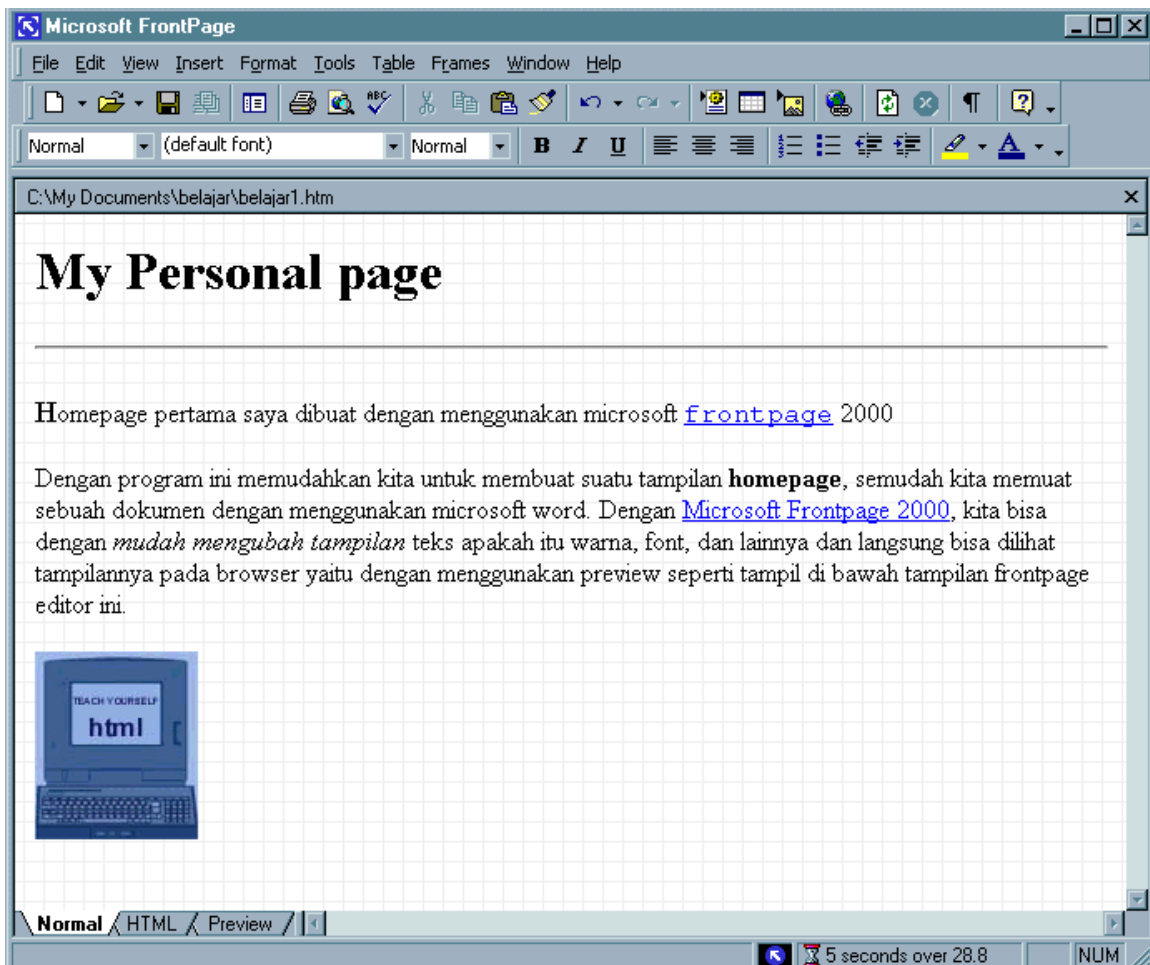 Microsoft FrontPage
File Edit View Insert Format Tools Table Frames Window Help
ABC
Normal (default font) Normal B I U A
C:\My Documents\belajar\belajar1.htm
My Personal page
Homepage pertama saya dibuat dengan menggunakan microsoft frontpage 2000
Dengan program ini memudahkan kita untuk membuat suatu tampilan homepage, semudah kita memuat
sebuah dokumen dengan menggunakan microsoft word. Dengan Microsoft Frontpage 2000, kita bisa
dengan mudah mengubah tampilan teks apakah itu warna, font, dan lainnya dan langsung bisa dilihat
tampilannya pada browser yaitu dengan menggunakan preview seperti tampil di bawah tampilan frontpage
editor ini.
TEACH YOURSELF
html
Normal HTML Preview
5 seconds over 28.8 NUM